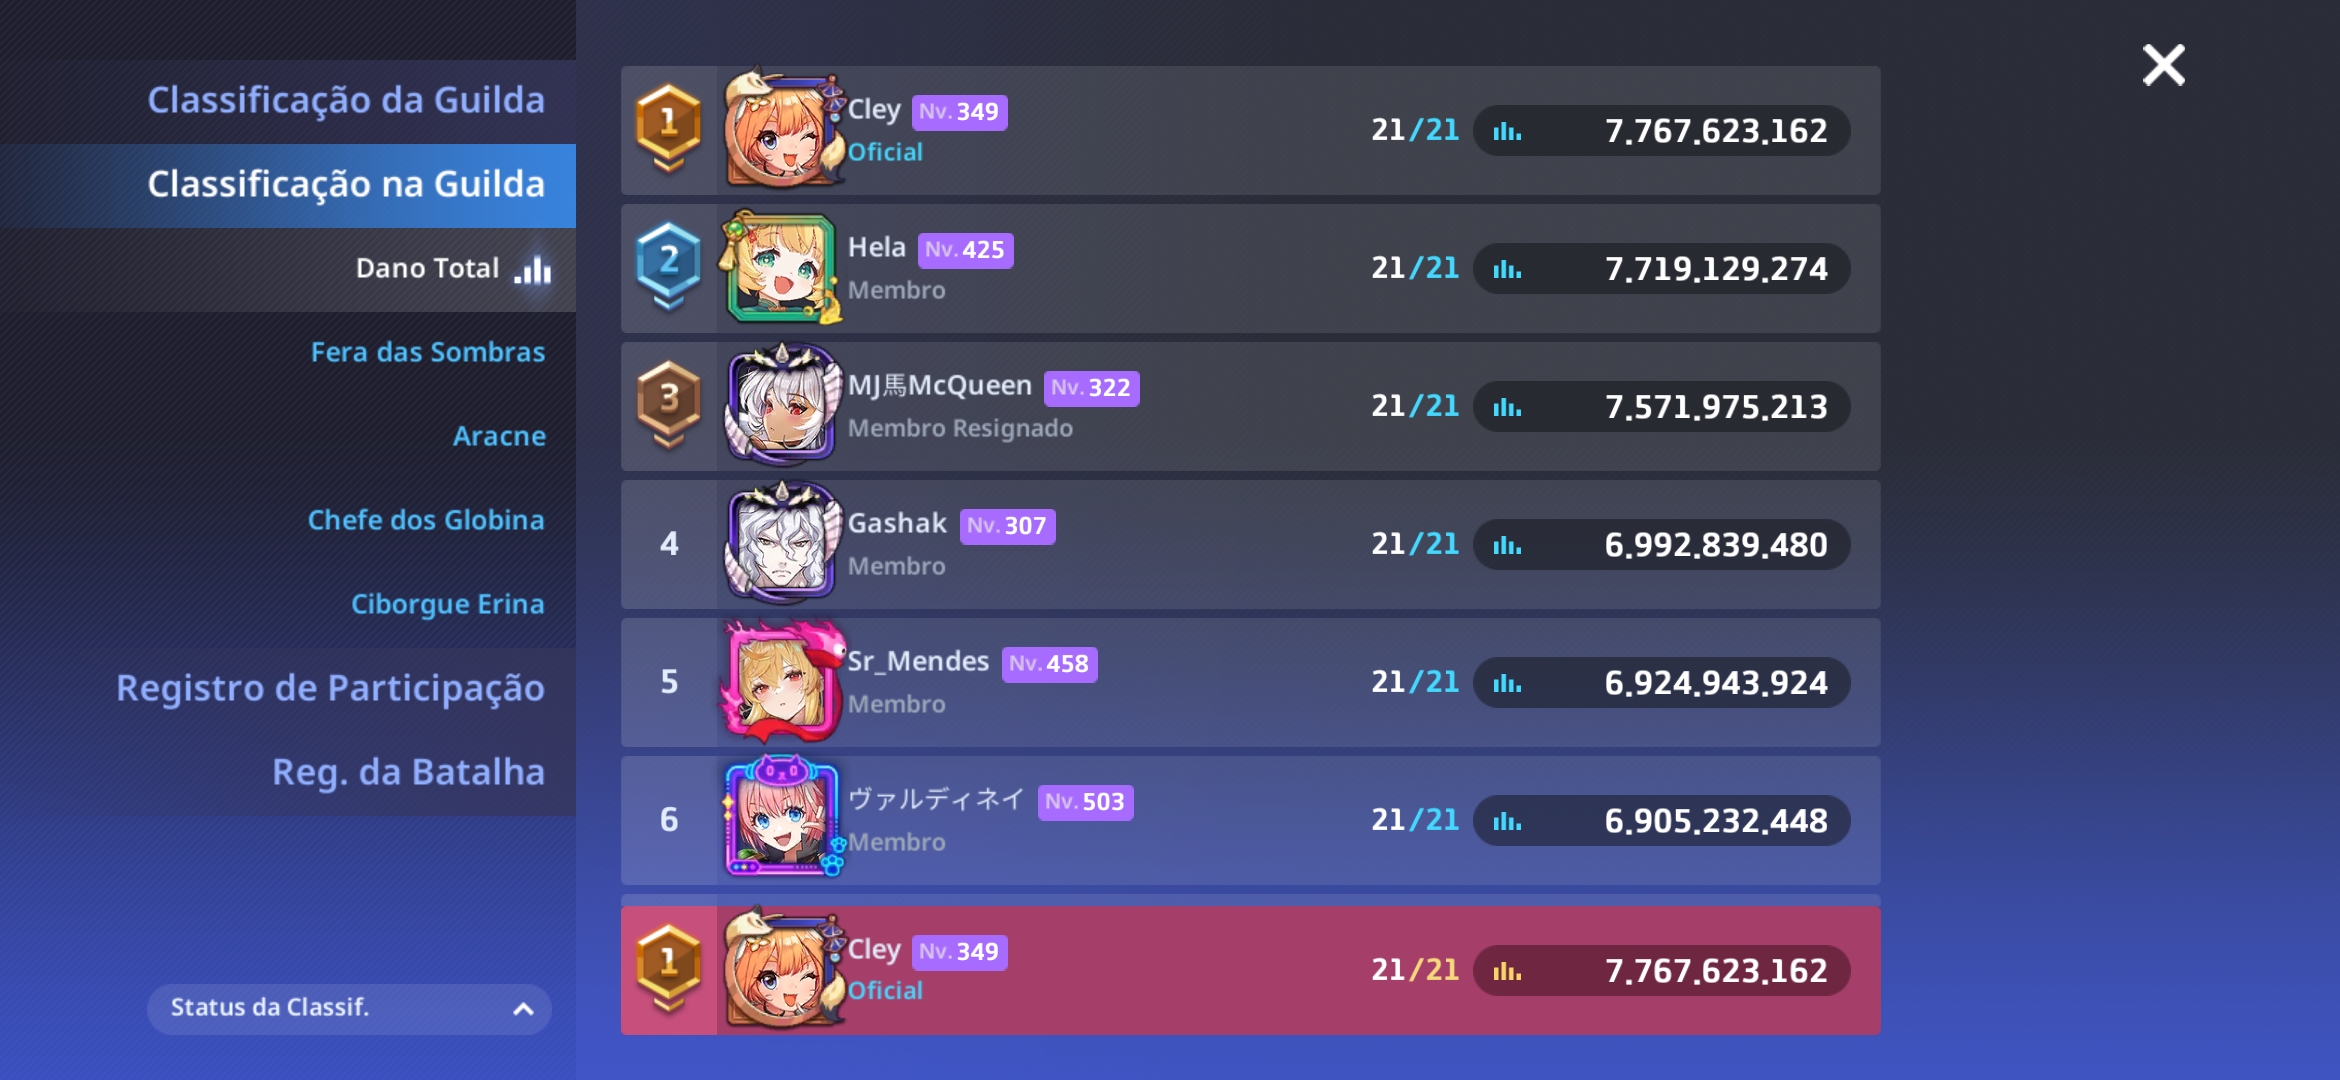 Classificação da Guilda
Classificação na Guilda
Dano Total
Fera das Sombras
Aracne
Chefe dos Globina
Ciborgue Erina
Registro de Participação
Reg. da Batalha
Status da Classif.
1
Cley Nv. 349
Oficial
21/21 7.767.623.162
2
Hela Nv. 425
Membro
21/21 7.719.129.274
3
MJ馬McQueen Nv. 322
Membro Resignado
21/21 7.571.975.213
4
Gashak Nv. 307
Membro
21/21 6.992.839.480
5
Sr_Mendes Nv. 458
Membro
21/21 6.924.943.924
6
ヴァルディネイ Nv. 503
Membro
21/21 6.905.232.448
1
Cley Nv. 349
Oficial
21/21 7.767.623.162